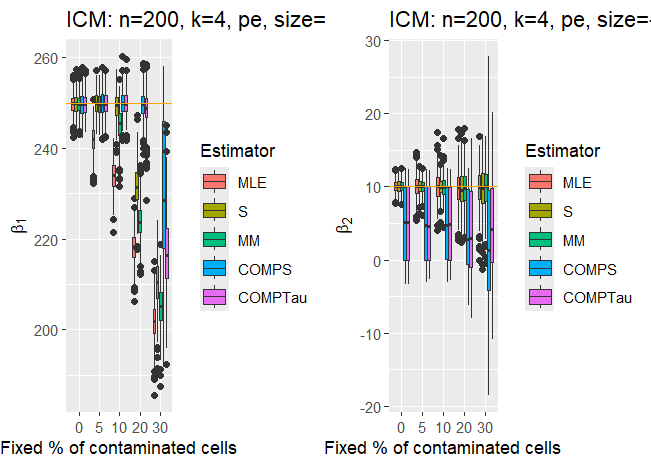 ICM: n=200, k=4, pe, size=
260
240
220
200
β1
0 5 10 20 30
Fixed % of contaminated cells
Estimator
MLE
S
MM
COMPS
COMPTau
ICM: n=200, k=4, pe, size=-
30
20
10
0
-10
-20
β2
0 5 10 20 30
Fixed % of contaminated cells
Estimator
MLE
S
MM
COMPS
COMPTau